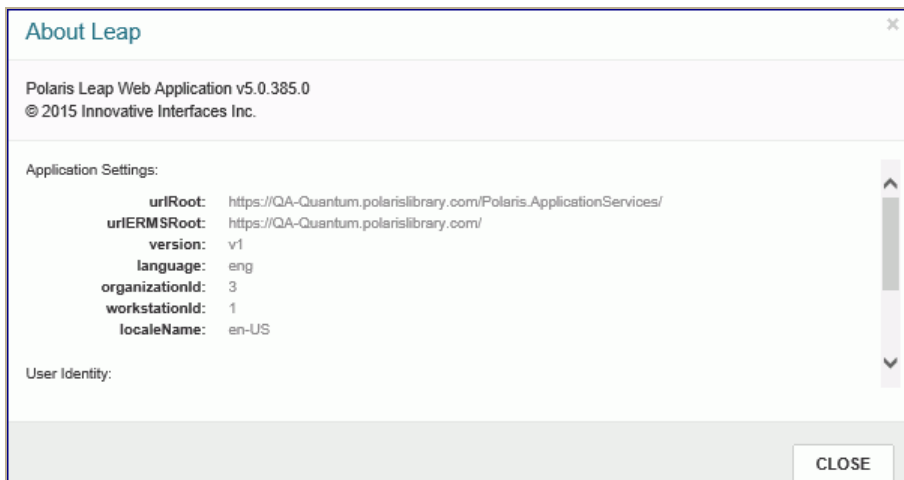 About Leap
×
Polaris Leap Web Application v5.0.385.0
© 2015 Innovative Interfaces Inc.
Application Settings:
urlRoot: https://QA-Quantum.polarislibrary.com/Polaris.ApplicationServices/
urlERMSRoot: https://QA-Quantum.polarislibrary.com/
version: v1
language: eng
organizationId: 3
workstationId: 1
localeName: en-US
User Identity:
CLOSE